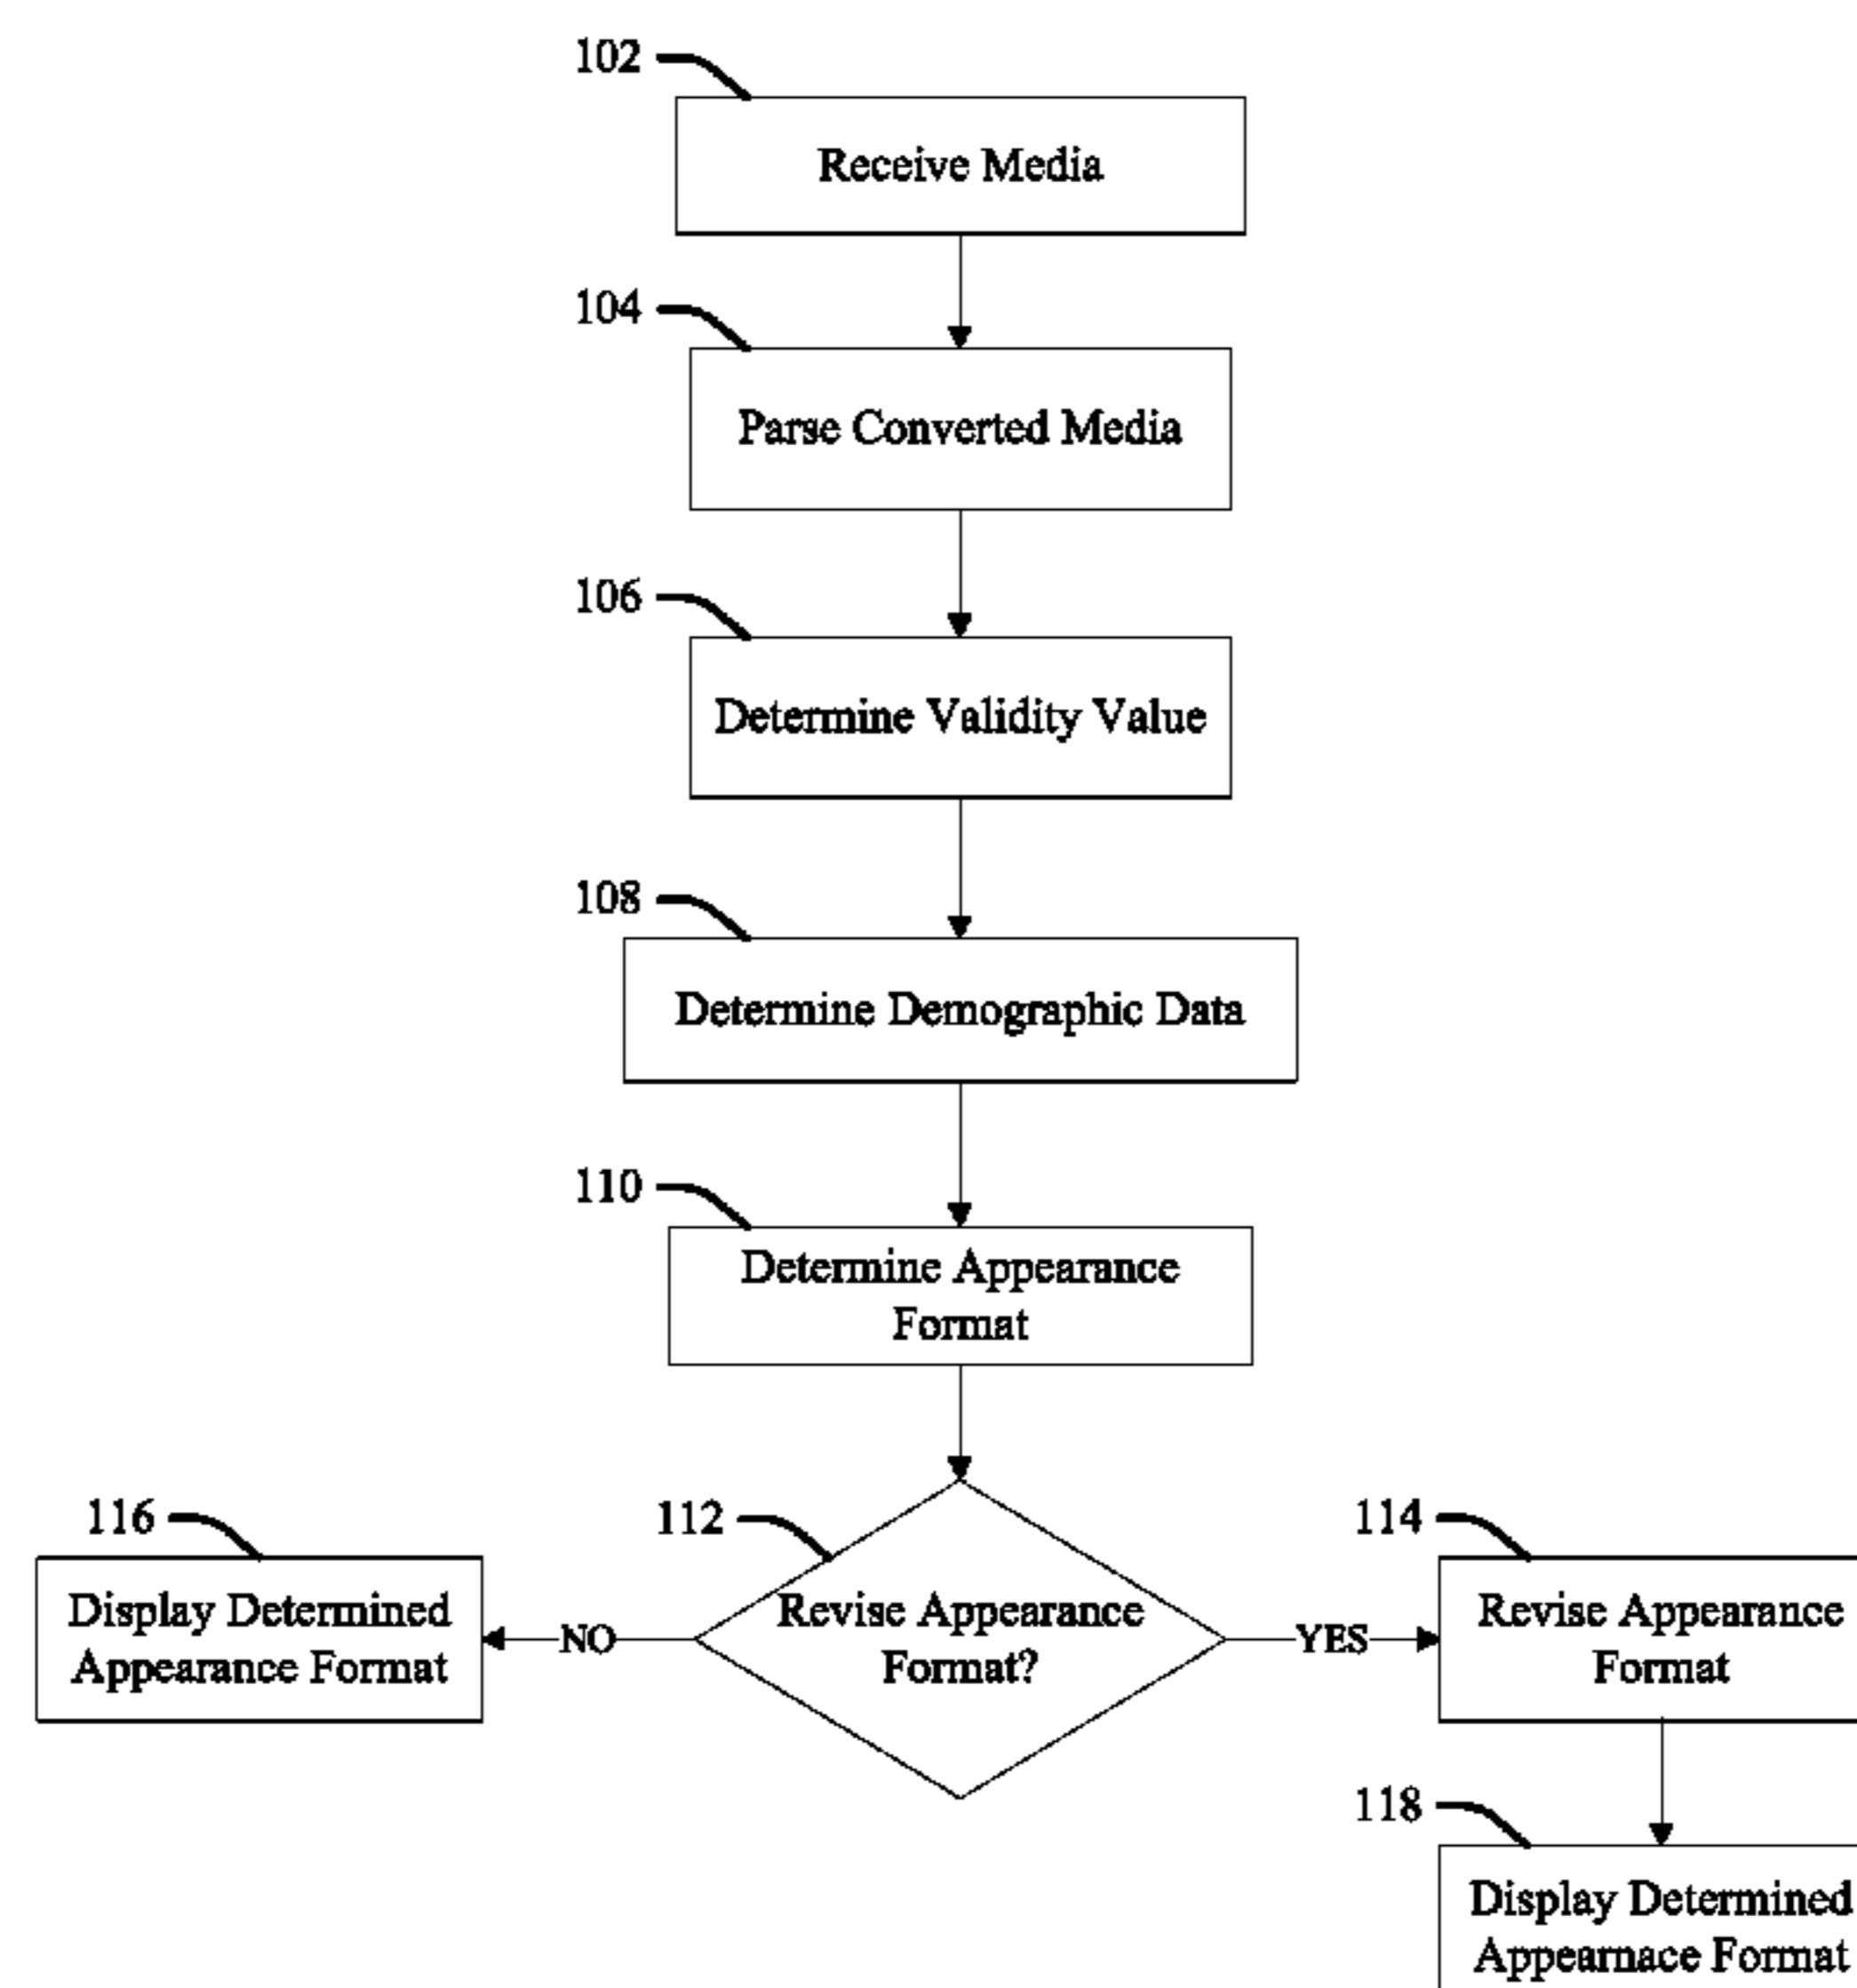 102
Receive Media
104
Parse Converted Media
106
Determine Validity Value
108
Determine Demographic Data
110
Determine Appearance
Format
116
Display Determined
Appearance Format
NO
112
Revise Appearance
Format?
YES
114
Revise Appearance
Format
118
Display Determined
Appearnace Format